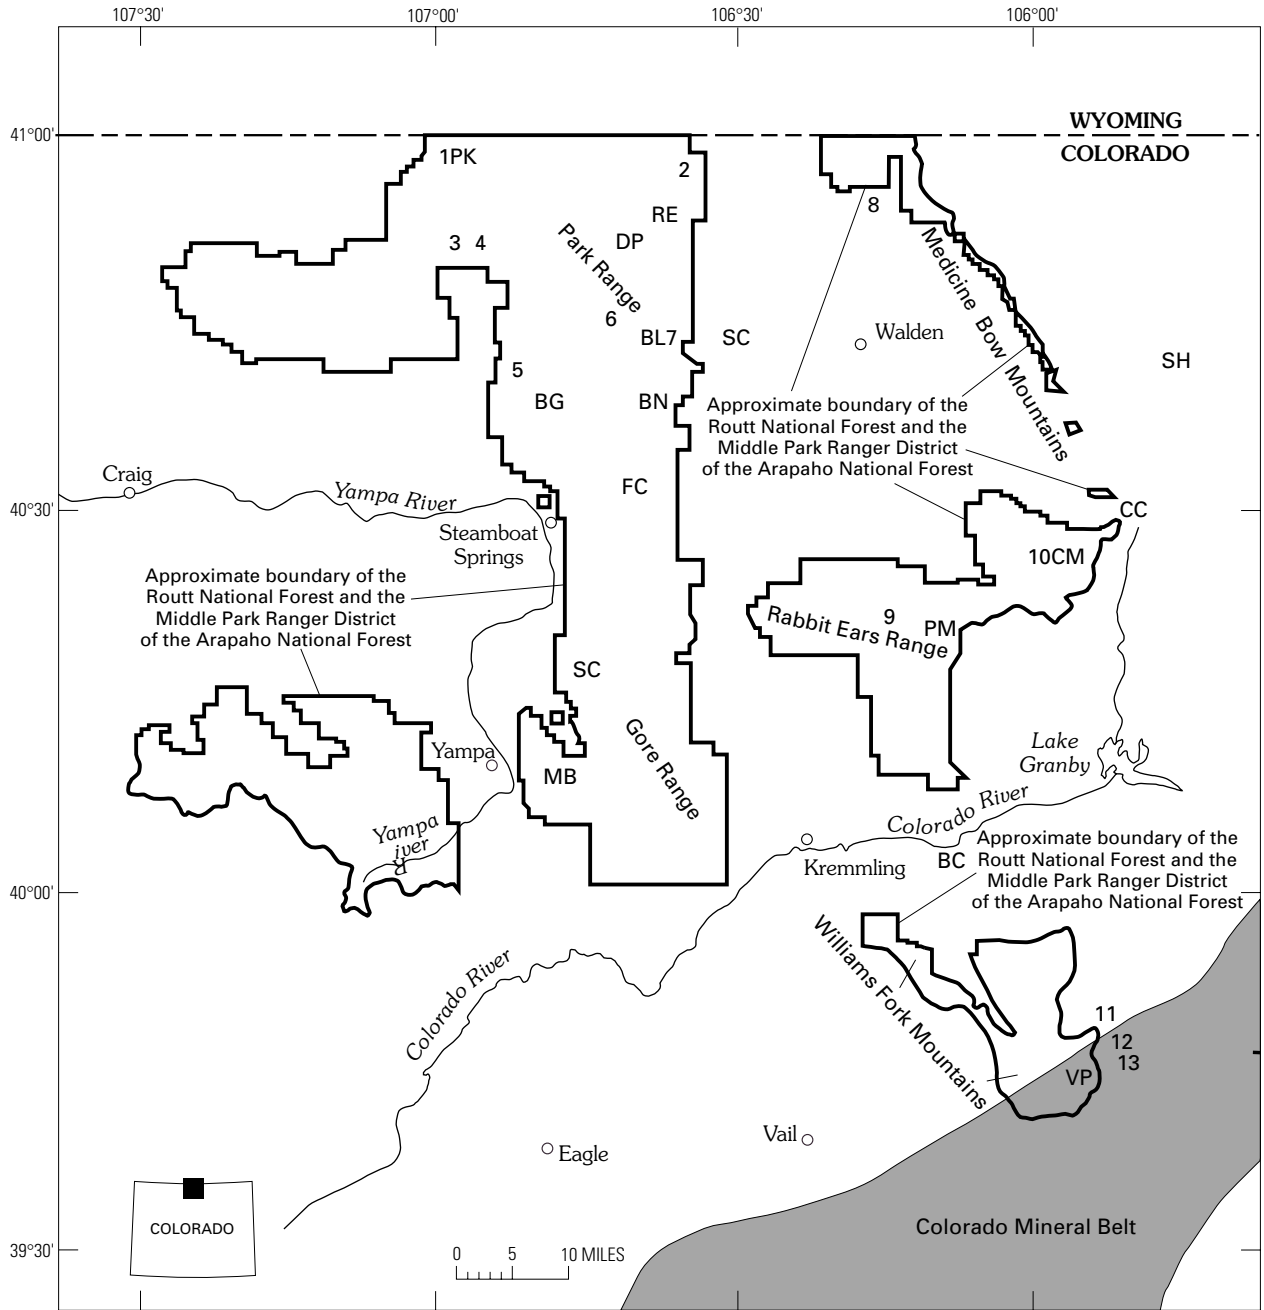 107°30'
107°00'
106°30'
106°00'
41°00'
WYOMING
COLORADO
1PK
2
8
RE
DP
3 4
Park Range
Medicine Bow Mountains
6
BL7
SC
Walden
SH
5
BG
BN
Approximate boundary of the
Routt National Forest and the
Middle Park Ranger District
of the Arapaho National Forest
Craig
Yampa River
FC
40°30'
CC
Steamboat
Springs
10CM
Approximate boundary of the
Routt National Forest and the
Middle Park Ranger District
of the Arapaho National Forest
9
PM
Rabbit Ears Range
SC
Gore Range
Yampa
MB
Lake
Granby
Yampa
River
Colorado River
Kremmling
BC
Approximate boundary of the
Routt National Forest and the
Middle Park Ranger District
of the Arapaho National Forest
40°00'
Williams Fork Mountains
Colorado River
11
12
13
VP
Vail
Eagle
COLORADO
Colorado Mineral Belt
39°30'
0 5 10 MILES